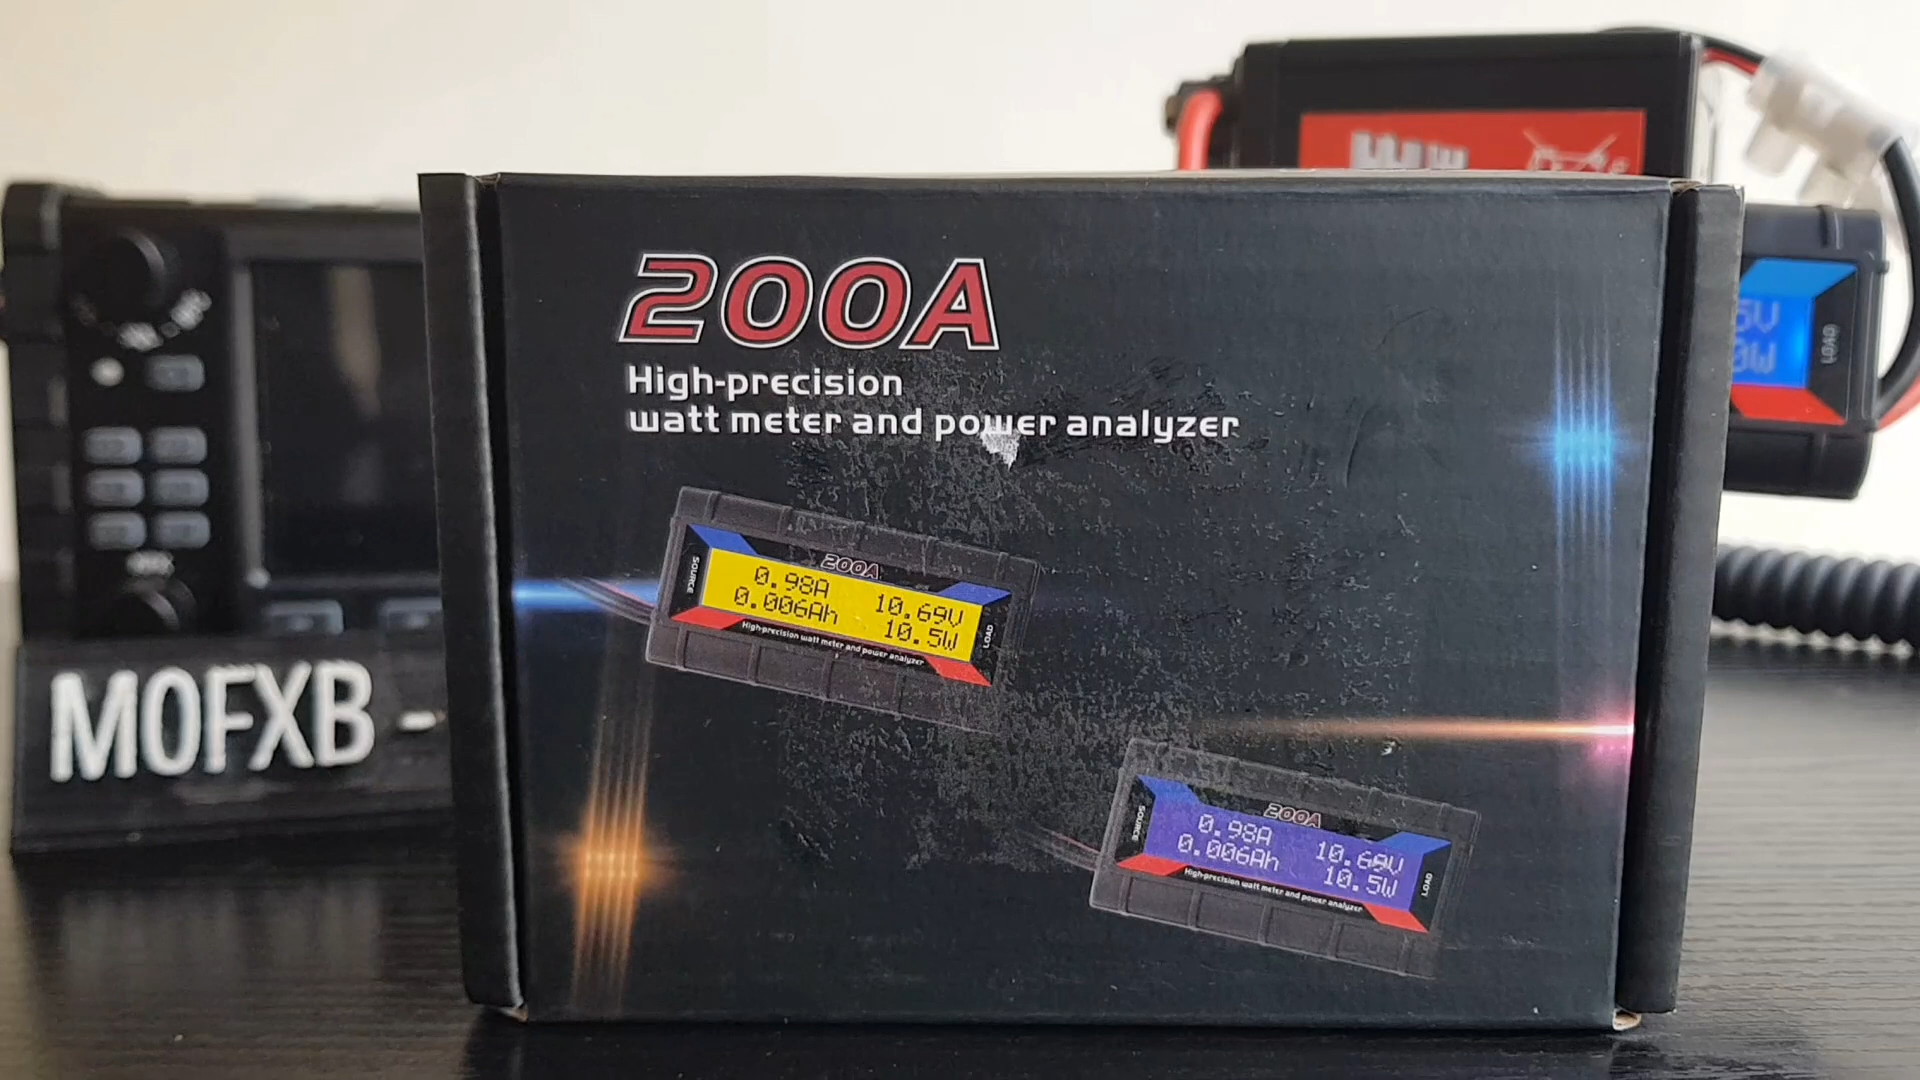 200A
High-precision
watt meter and power analyzer
SOURCE
200A
0.98A 10.69V
0.006Ah 10.5W
LOAD
High-precision watt meter and power analyzer
SOURCE
200A
0.98A 10.69V
0.006Ah 10.5W
LOAD
High-precision watt meter and power analyzer
M0FXB -
5V
0W
LOAD